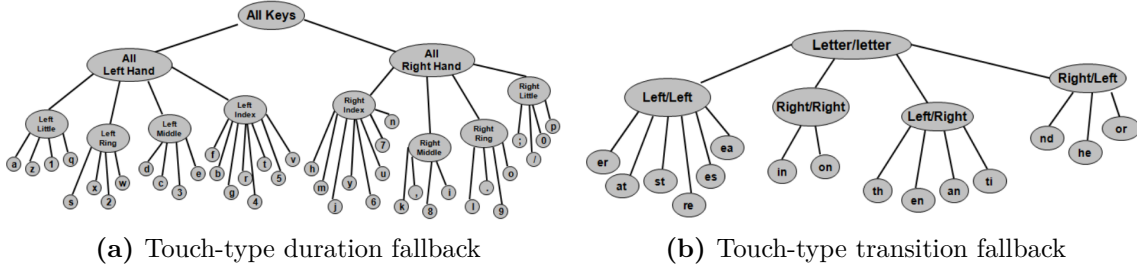 All Keys
All
Left Hand
All
Right Hand
Left
Little
Left
Ring
Left
Middle
Left
Index
Right
Index
Right
Middle
Right
Ring
Right
Little
a z 1 q
s x 2 w
d c 3 e
f b g r 4 t 5 v
h m j y 6 u 7 n
k , 8 i
l . 9 o
; / 0 p
(a) Touch-type duration fallback
Letter/letter
Left/Left
Right/Right
Left/Right
Right/Left
er at st re es ea
in on
th en an ti
nd he or
(b) Touch-type transition fallback